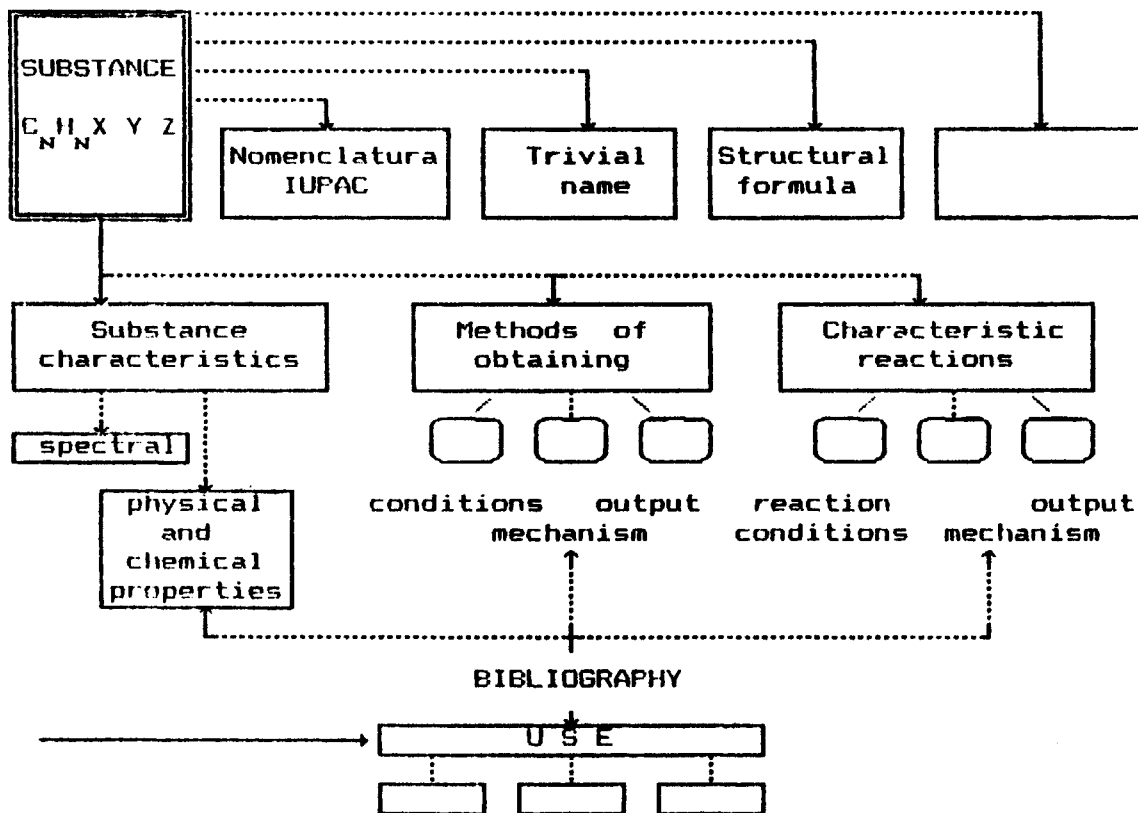 SUBSTANCE
C N H N X Y Z
Nomenclatura
IUPAC
Trivial
name
Structural
formula
Substance
characteristics
Methods of
obtaining
Characteristic
reactions
spectral
physical
and
chemical
properties
conditions output
mechanism
reaction output
conditions mechanism
BIBLIOGRAPHY
U S E